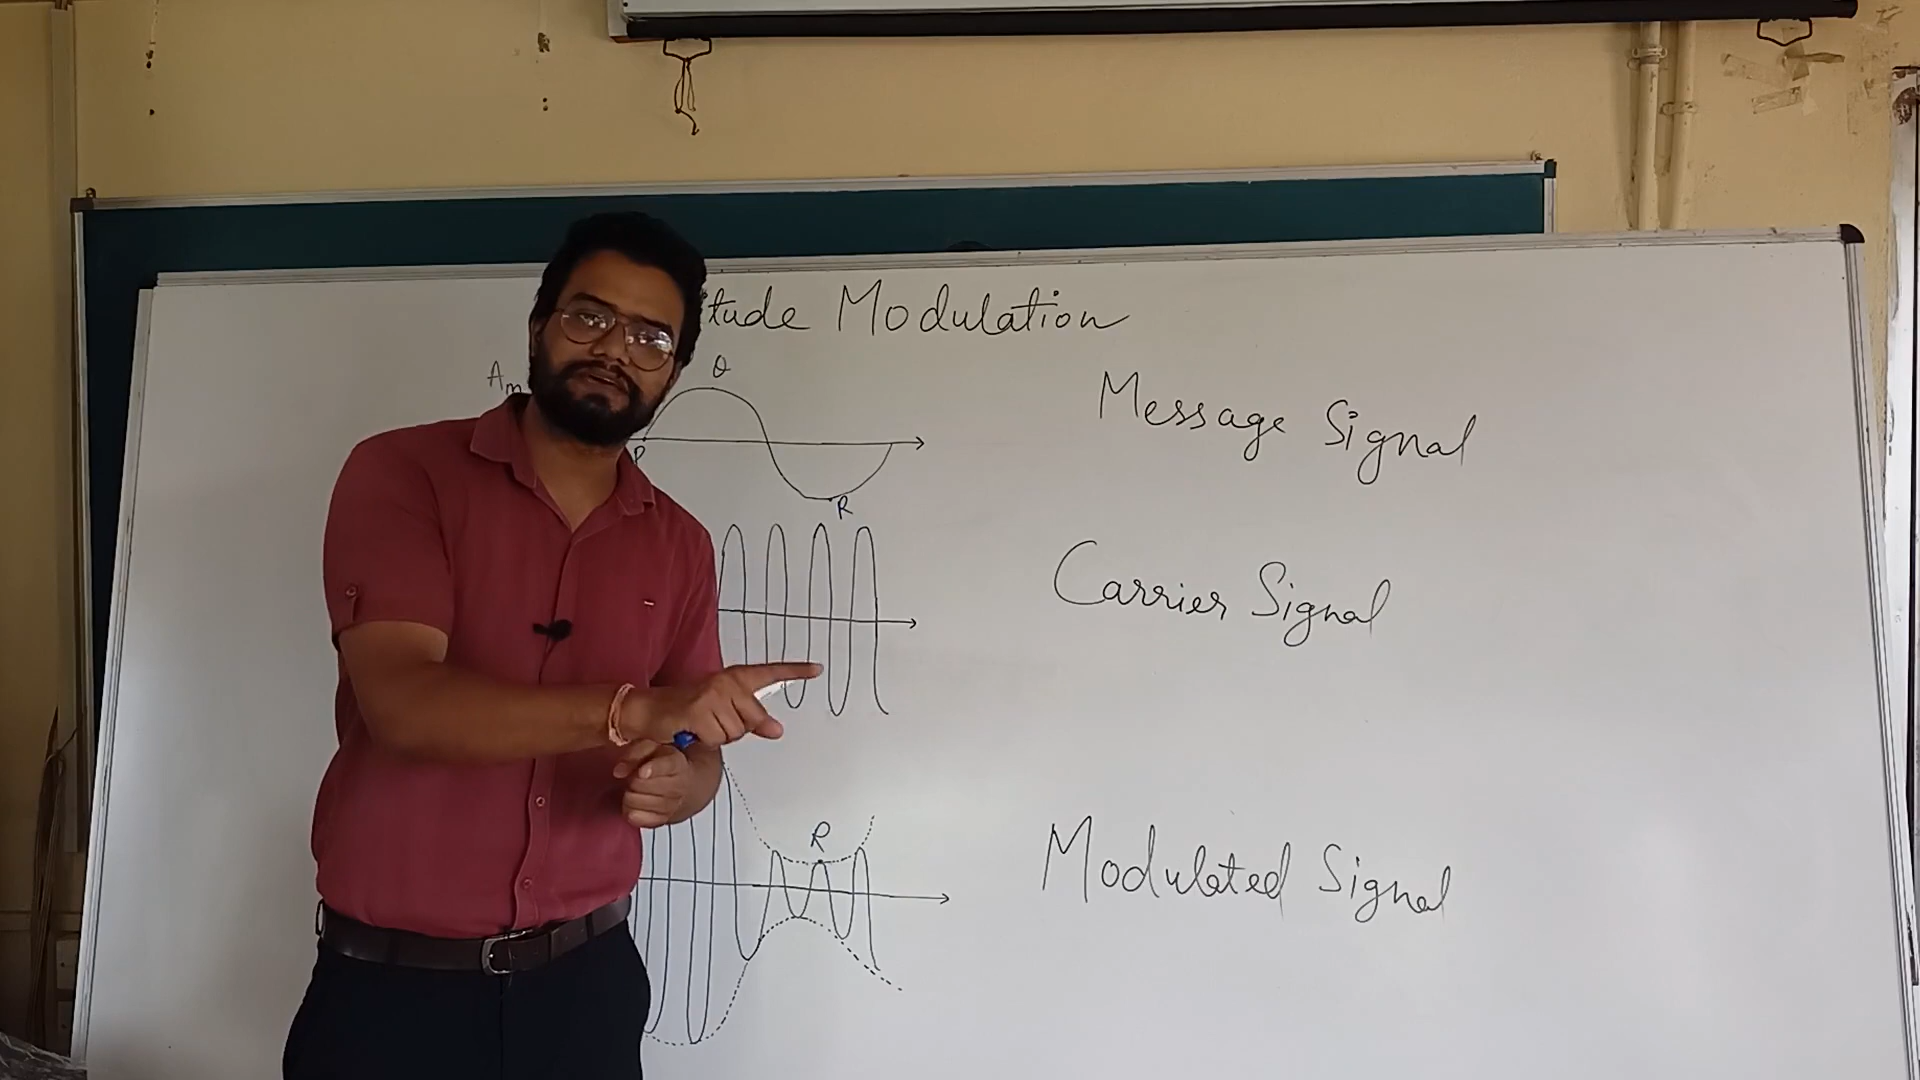 tude Modulation
Am
Q
P
R
Message Signal
Carrier Signal
R
Modulated Signal